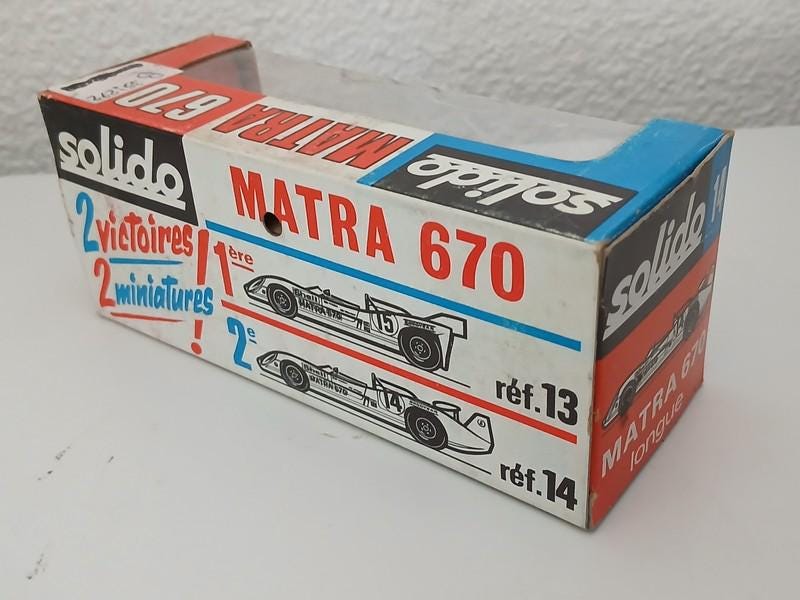 solido
MATRA 670
MATRA 670
solido
2 victoires!
2 miniatures!
1ère
MATRA 670
15
réf.13
2e
MATRA 670
14
réf.14
solido
14
MATRA 670
longue